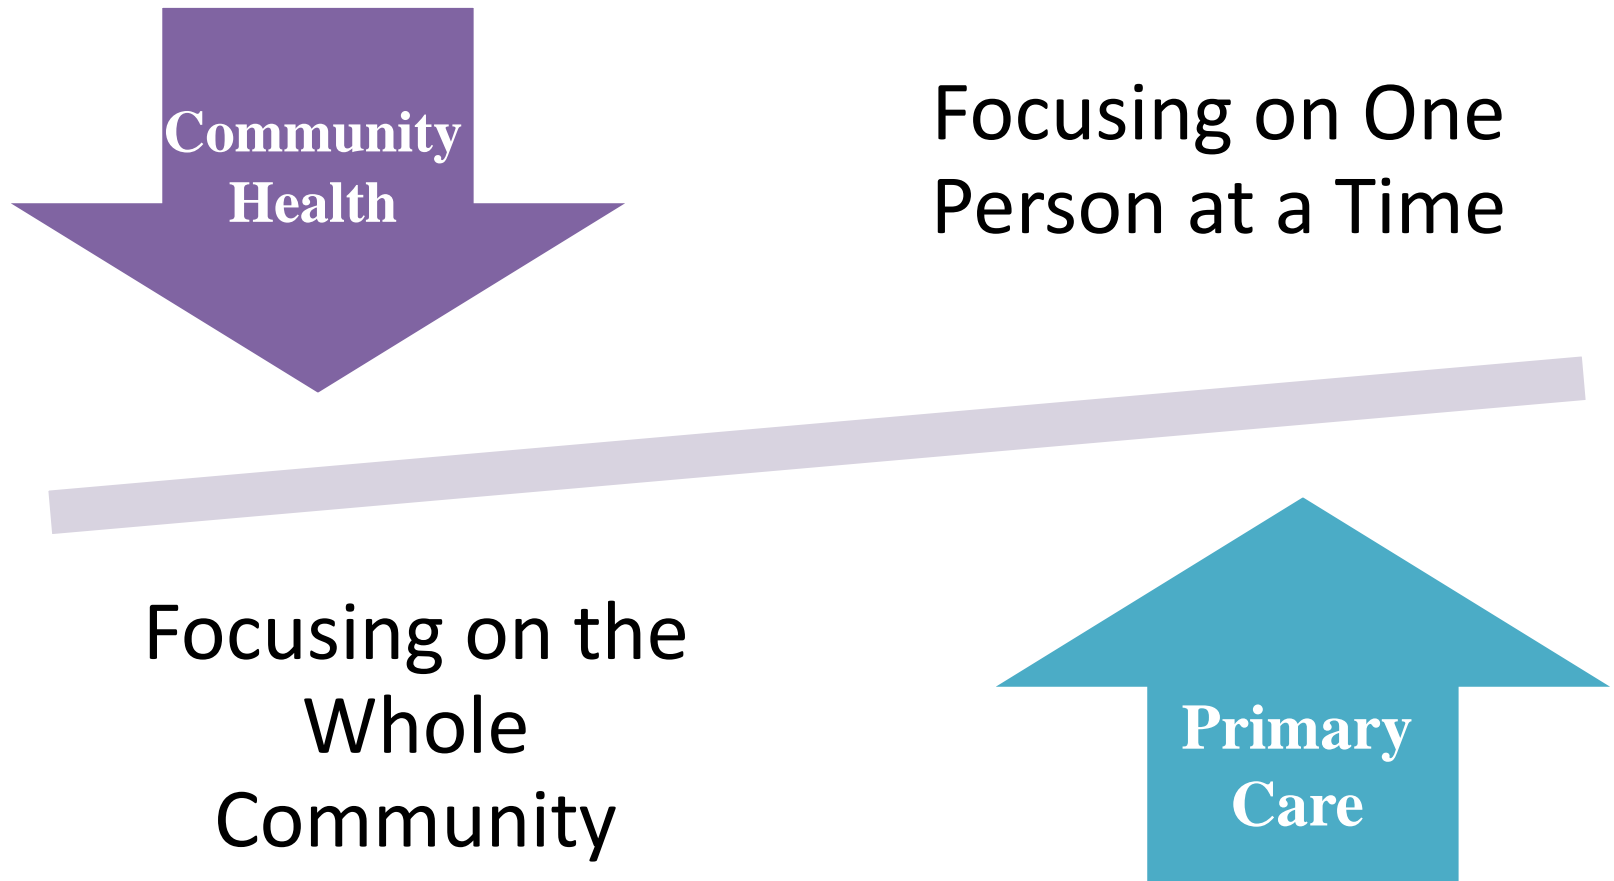 Community
Health
Focusing on One
Person at a Time
Focusing on the
Whole
Community
Primary
Care